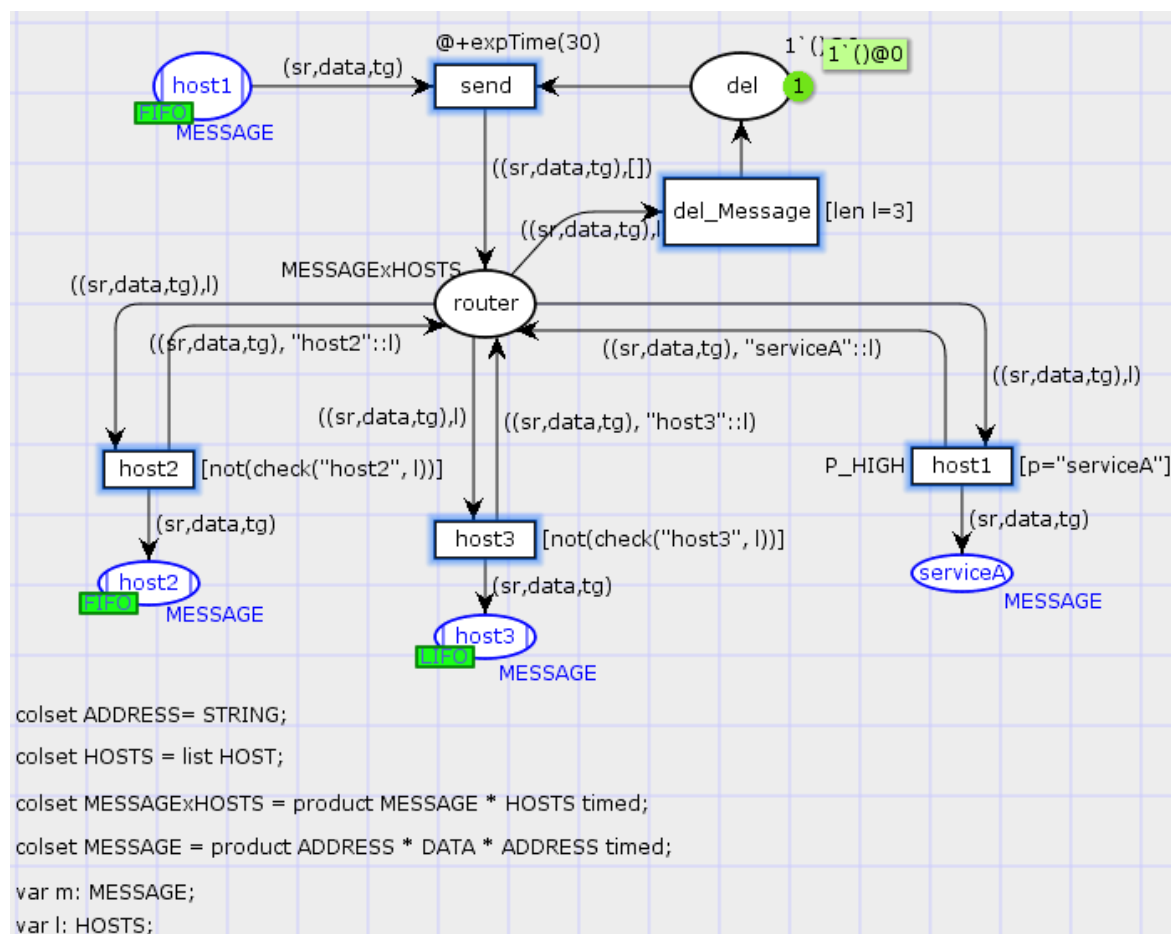 @+expTime(30)
1`()@0
1`()@0
host1
(sr,data,tg)
send
del
1
FIFO
MESSAGE
((sr,data,tg),[])
del_Message
[len l=3]
((sr,data,tg),l
MESSAGExHOSTS
((sr,data,tg),l)
router
((sr,data,tg), "host2"::l)
((sr,data,tg), "serviceA"::l)
((sr,data,tg),l)
((sr,data,tg),l)
((sr,data,tg), "host3"::l)
host2
[not(check("host2", l))]
P_HIGH
host1
[p="serviceA"]
(sr,data,tg)
host3
[not(check("host3", l))]
(sr,data,tg)
host2
FIFO
MESSAGE
(sr,data,tg)
serviceA
MESSAGE
host3
LIFO
MESSAGE
colset ADDRESS= STRING;
colset HOSTS = list HOST;
colset MESSAGExHOSTS = product MESSAGE * HOSTS timed;
colset MESSAGE = product ADDRESS * DATA * ADDRESS timed;
var m: MESSAGE;
var l: HOSTS;